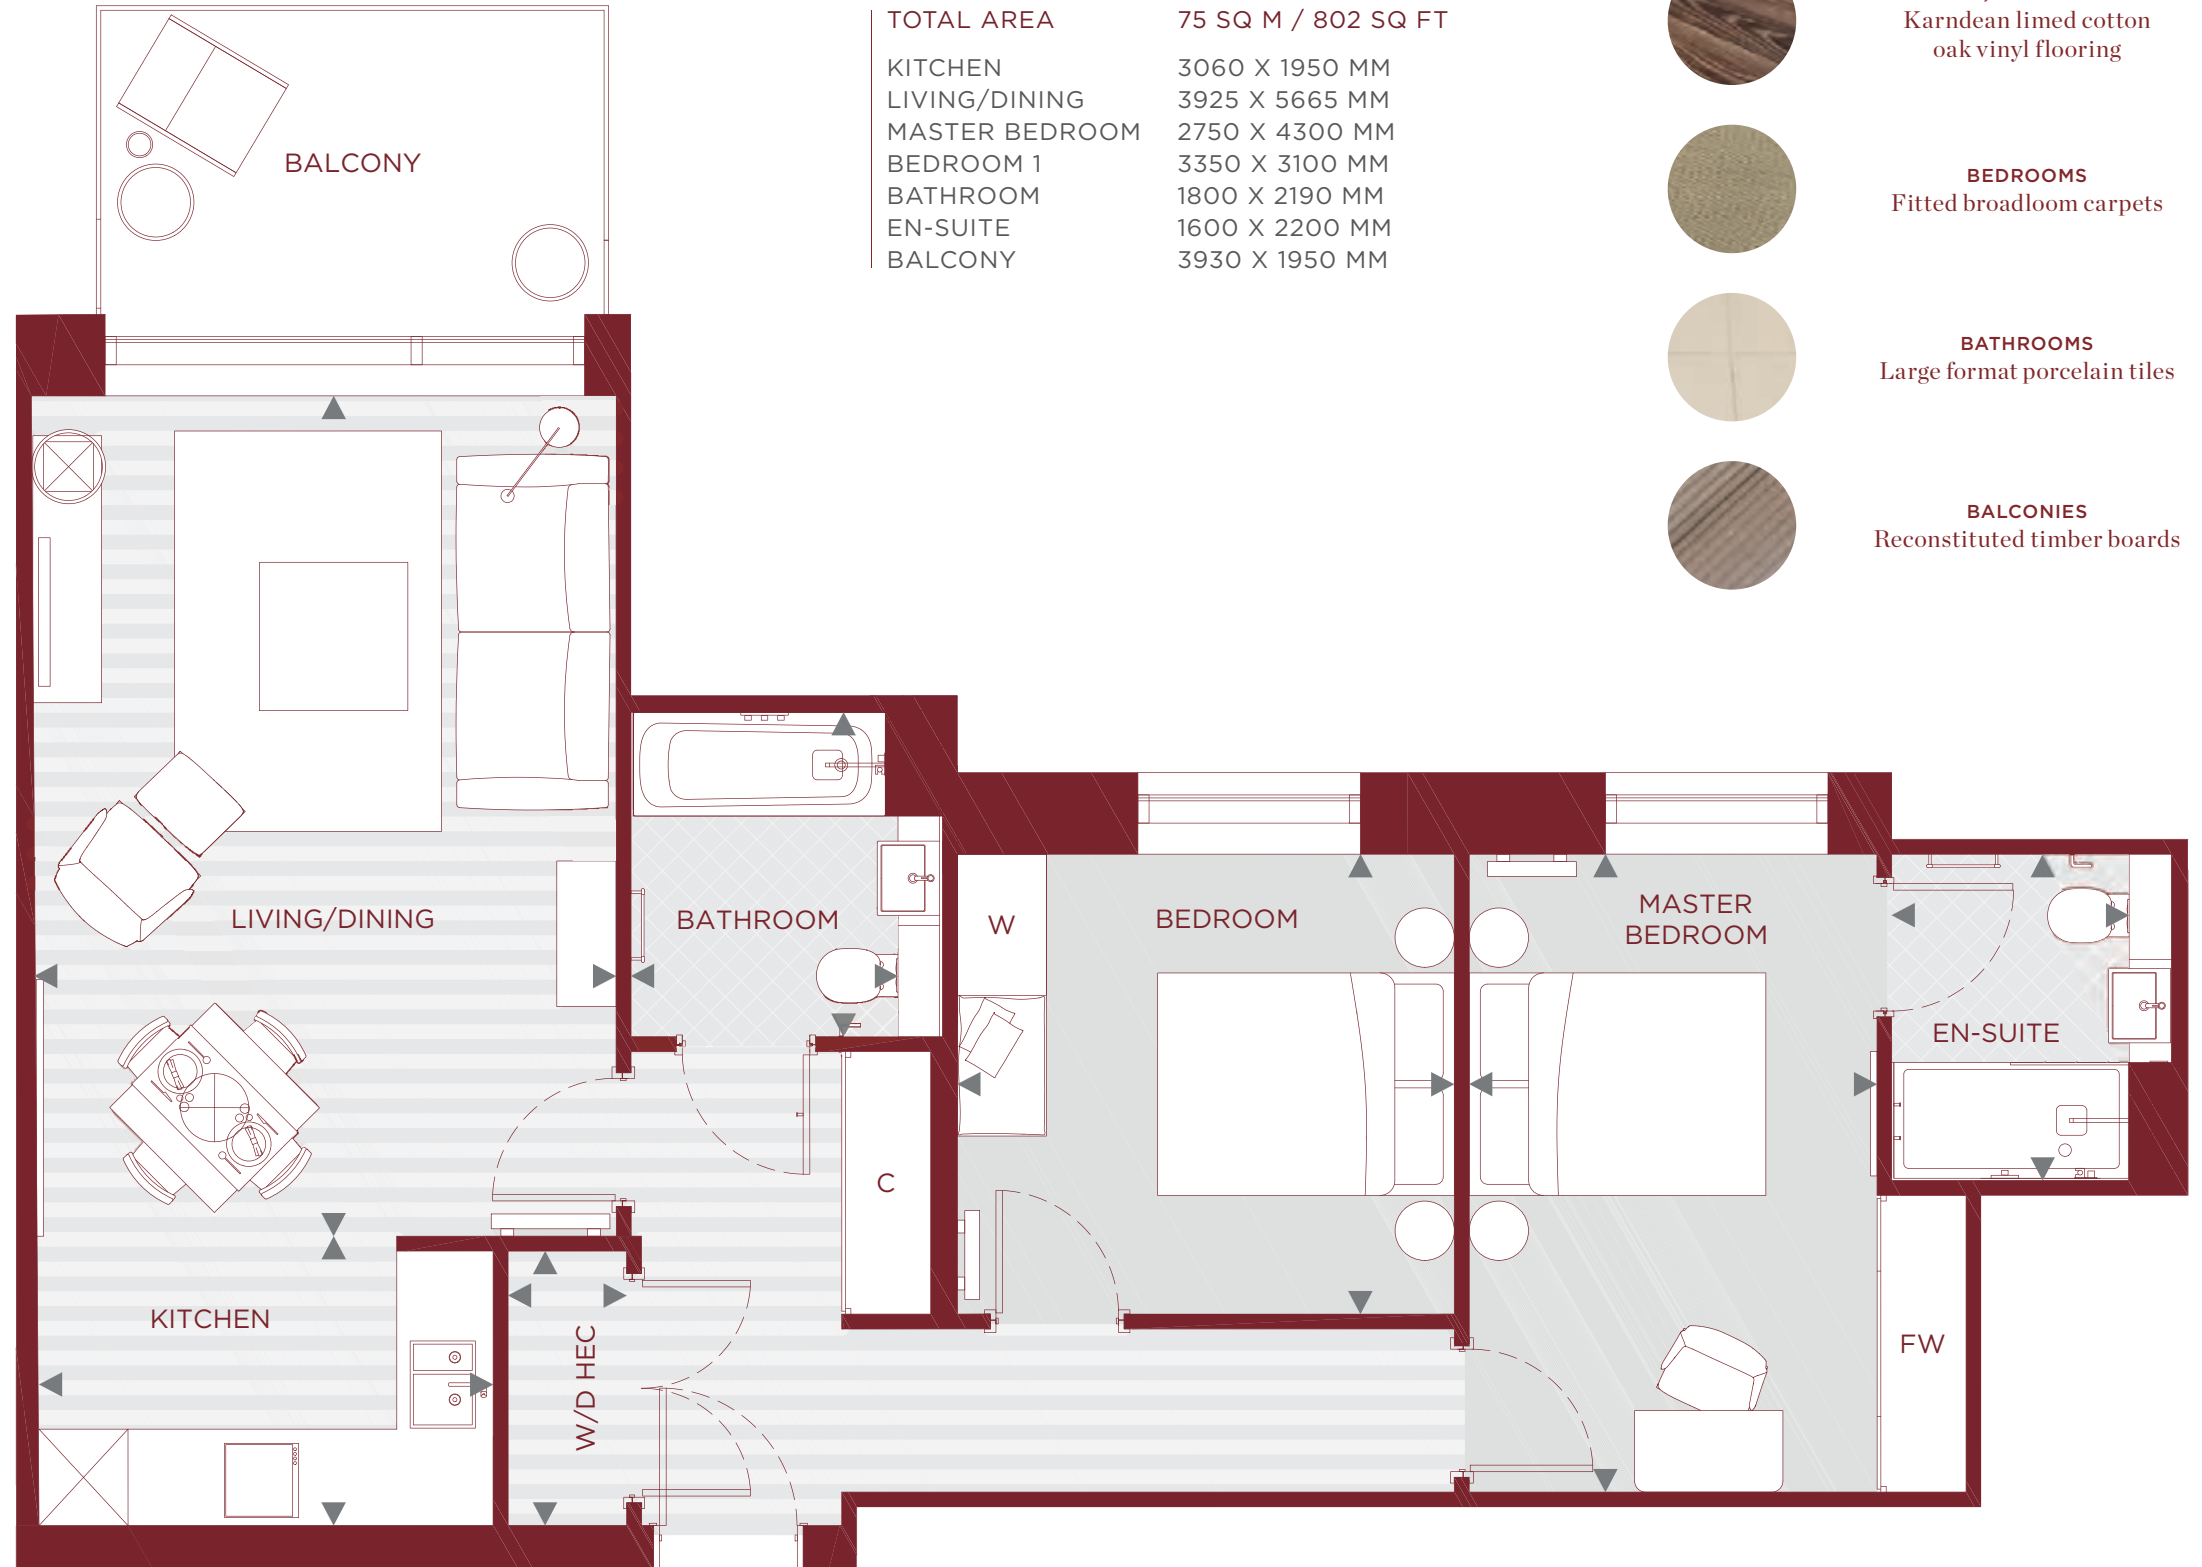 TOTAL AREA 75 SQ M / 802 SQ FT
KITCHEN 3060 X 1950 MM
LIVING/DINING 3925 X 5665 MM
MASTER BEDROOM 2750 X 4300 MM
BEDROOM 1 3350 X 3100 MM
BATHROOM 1800 X 2190 MM
EN-SUITE 1600 X 2200 MM
BALCONY 3930 X 1950 MM
Karndean limed cotton
oak vinyl flooring
BEDROOMS
Fitted broadloom carpets
BATHROOMS
Large format porcelain tiles
BALCONIES
Reconstituted timber boards
BALCONY
LIVING/DINING
BATHROOM
W
BEDROOM
MASTER
BEDROOM
EN-SUITE
C
KITCHEN
W/D HEC
FW